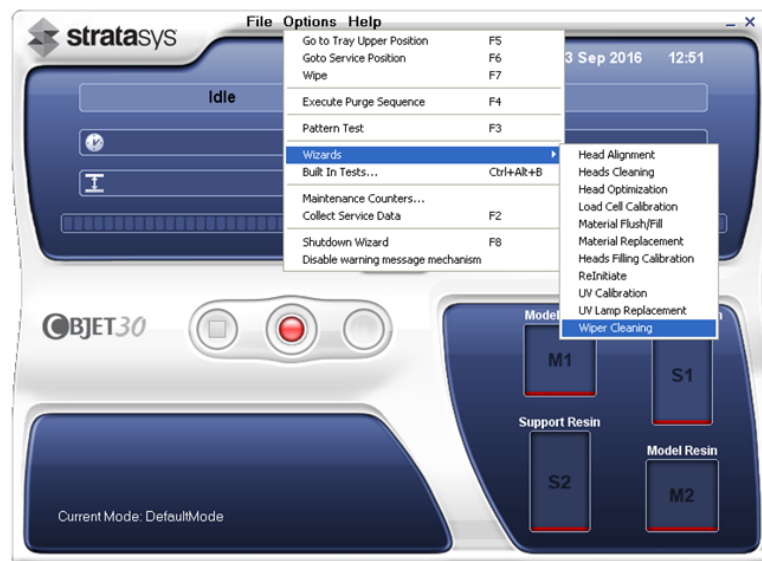 stratasys
File Options Help
3 Sep 2016 12:51
Idle
Go to Tray Upper Position F5
Goto Service Position F6
Wipe F7
Execute Purge Sequence F4
Pattern Test F3
Wizards
Built In Tests... Ctrl+Alt+B
Maintenance Counters...
Collect Service Data F2
Shutdown Wizard F8
Disable warning message mechanism
Head Alignment
Heads Cleaning
Head Optimization
Load Cell Calibration
Material Flush/Fill
Material Replacement
Heads Filling Calibration
ReInitiate
UV Calibration
UV Lamp Replacement
Wiper Cleaning
OBJET30
Model
M1
S1
Support Resin
S2
Model Resin
M2
Current Mode: DefaultMode